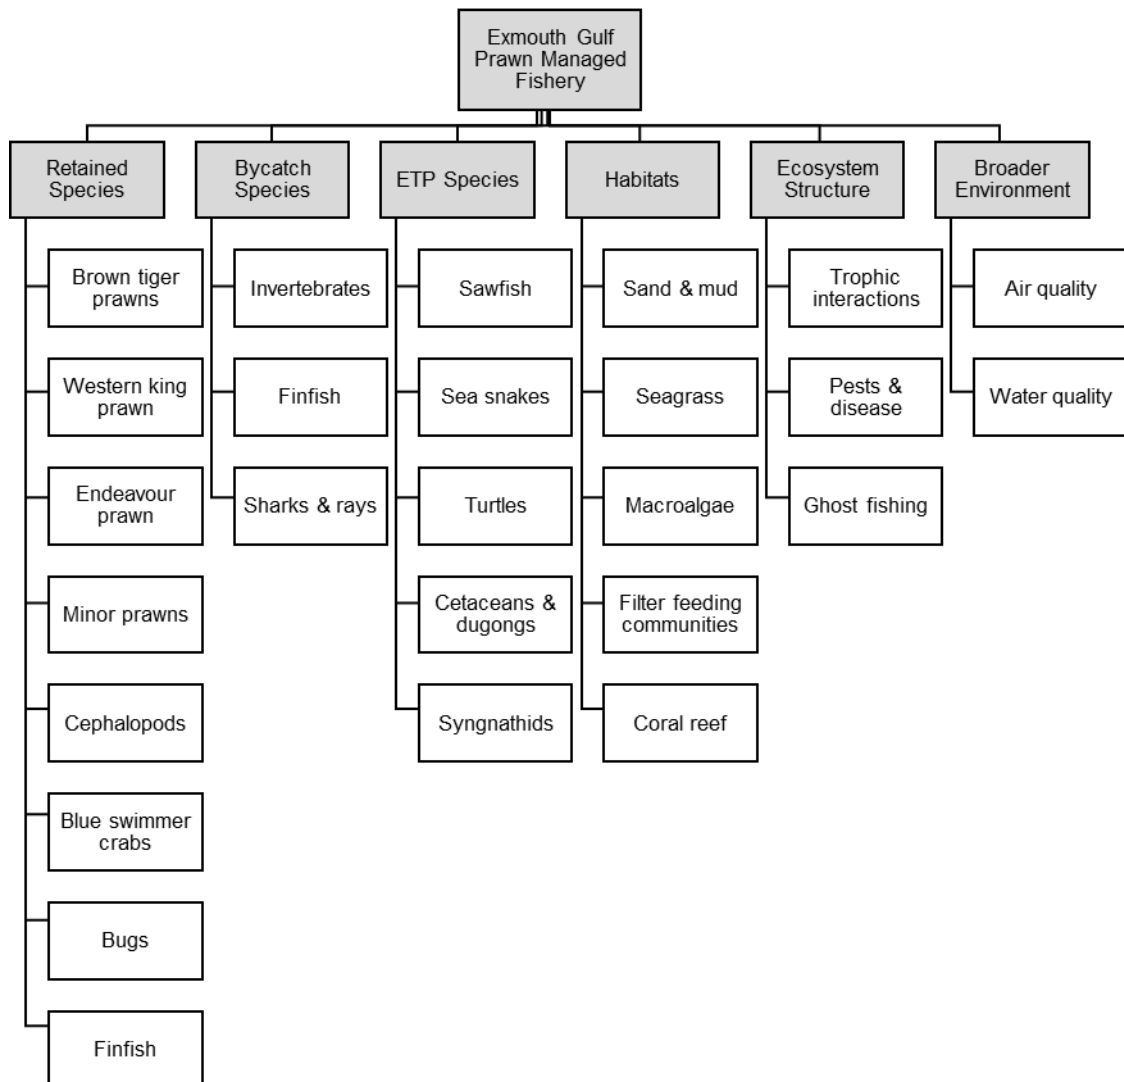 Exmouth Gulf
Prawn Managed
Fishery
Retained
Species
Bycatch
Species
ETP Species
Habitats
Ecosystem
Structure
Broader
Environment
Brown tiger
prawns
Western king
prawn
Endeavour
prawn
Minor prawns
Cephalopods
Blue swimmer
crabs
Bugs
Finfish
Invertebrates
Finfish
Sharks & rays
Sawfish
Sea snakes
Turtles
Cetaceans &
dugongs
Syngnathids
Sand & mud
Seagrass
Macroalgae
Filter feeding
communities
Coral reef
Trophic
interactions
Pests &
disease
Ghost fishing
Air quality
Water quality